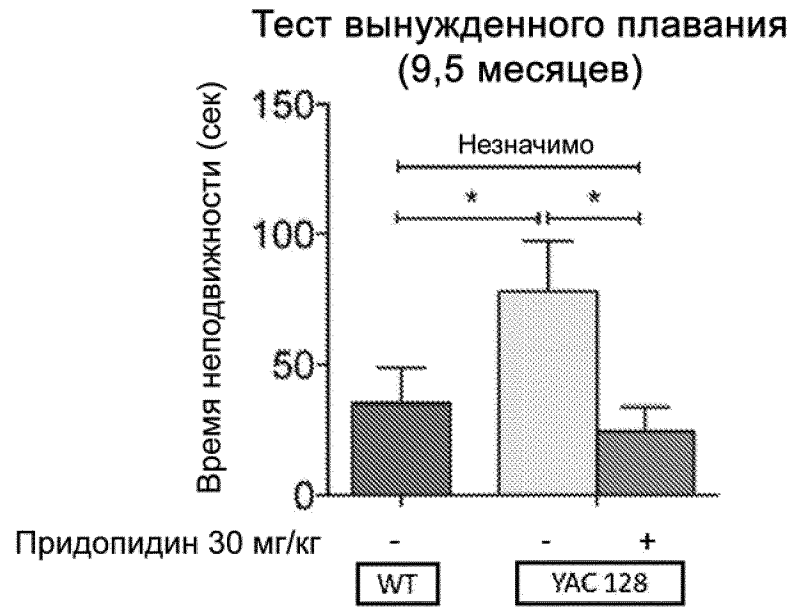 Тест вынужденного плавания
(9,5 месяцев)
Время неподвижности (сек)
150
100
50
0
Незначимо
* *
Придопидин 30 мг/кг - - +
WT YAC 128